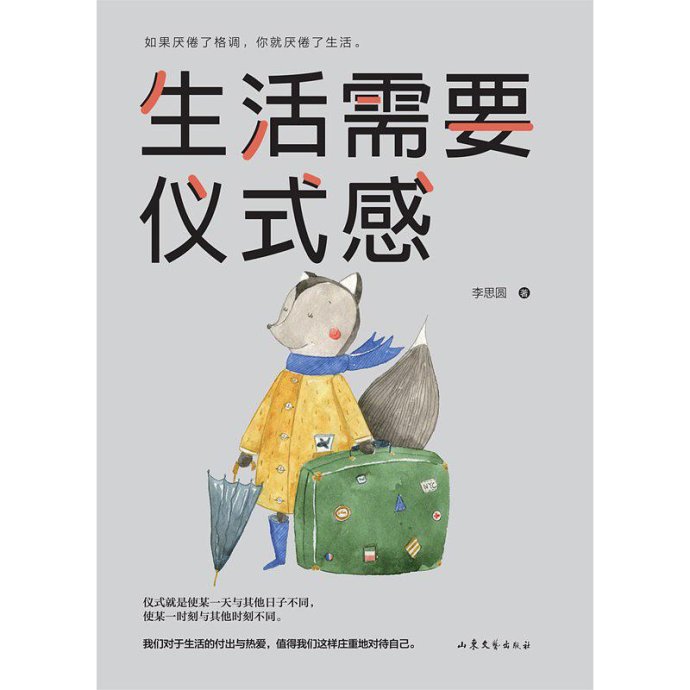 如果厌倦了格调，你就厌倦了生活。
生活需要
仪式感
李思圆 著
仪式就是使某一天与其他日子不同，
使某一时刻与其他时刻不同。
我们对于生活的付出与热爱，值得我们这样庄重地对待自己。
山东文艺出版社
NYC